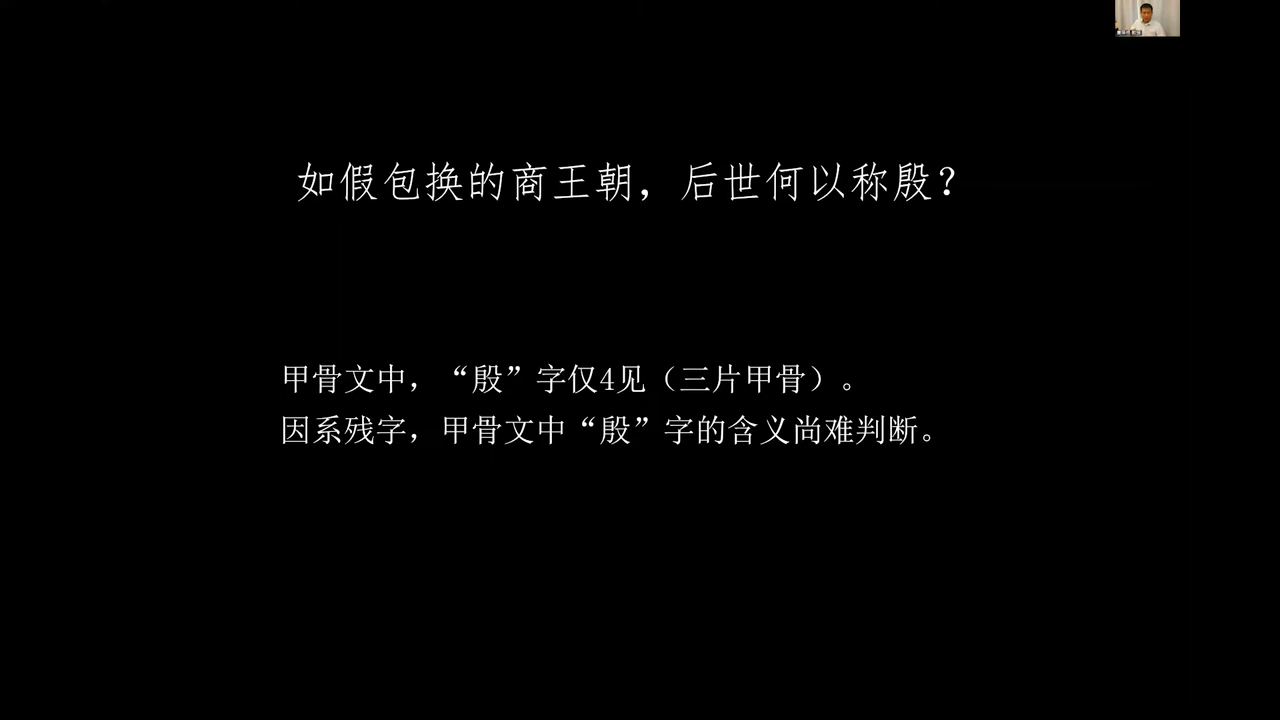 如假包换的商王朝，后世何以称殷？
甲骨文中，“殷”字仅4见（三片甲骨）。
因系残字，甲骨文中“殷”字的含义尚难判断。